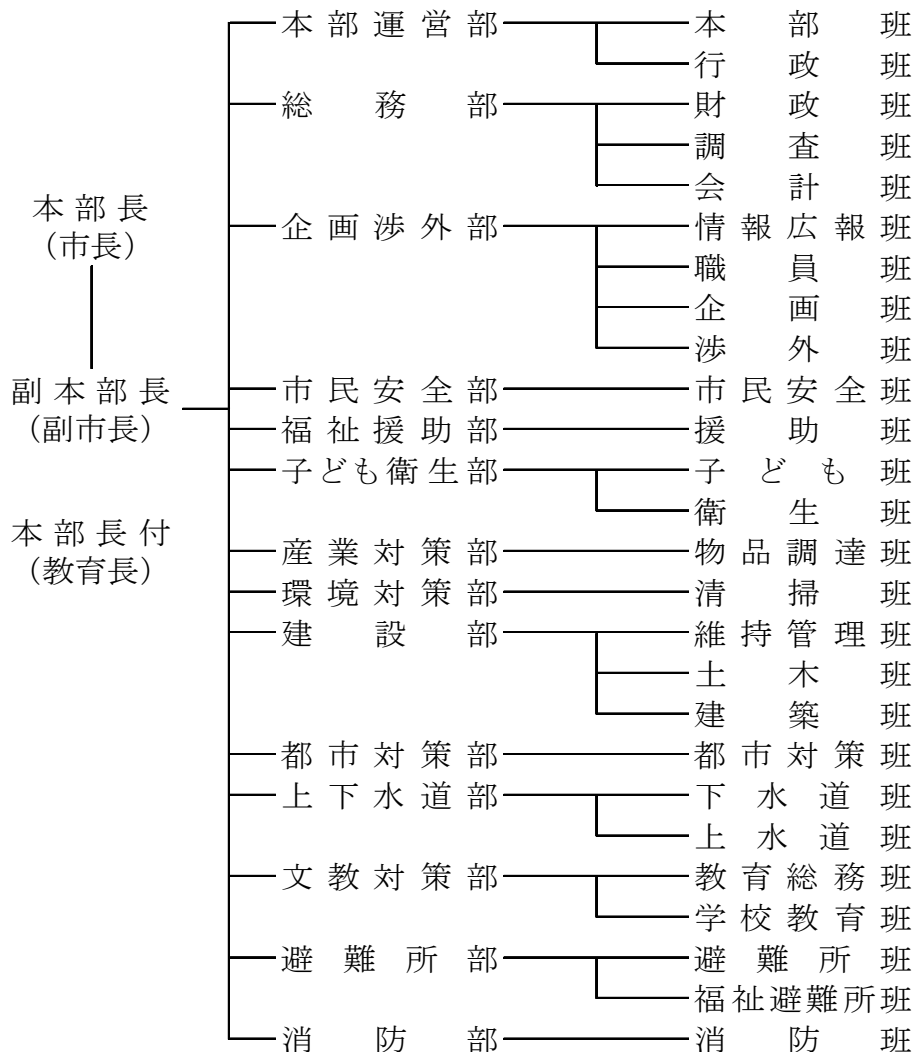 本部長
(市長)
副本部長
(副市長)
本部長付
(教育長)
本部運営部 本部班
行政班
総務部 財政班
調査班
会計班
企画渉外部 情報広報班
職員班
企画班
渉外班
市民安全部 市民安全班
福祉援助部 援助班
子ども衛生部 子ども班
衛生班
産業対策部 物品調達班
環境対策部 清掃班
建設部 維持管理班
土木班
建築班
都市対策部 都市対策班
上下水道部 下水道班
上水道班
文教対策部 教育総務班
学校教育班
避難所部 避難所班
福祉避難所班
消防部 消防班